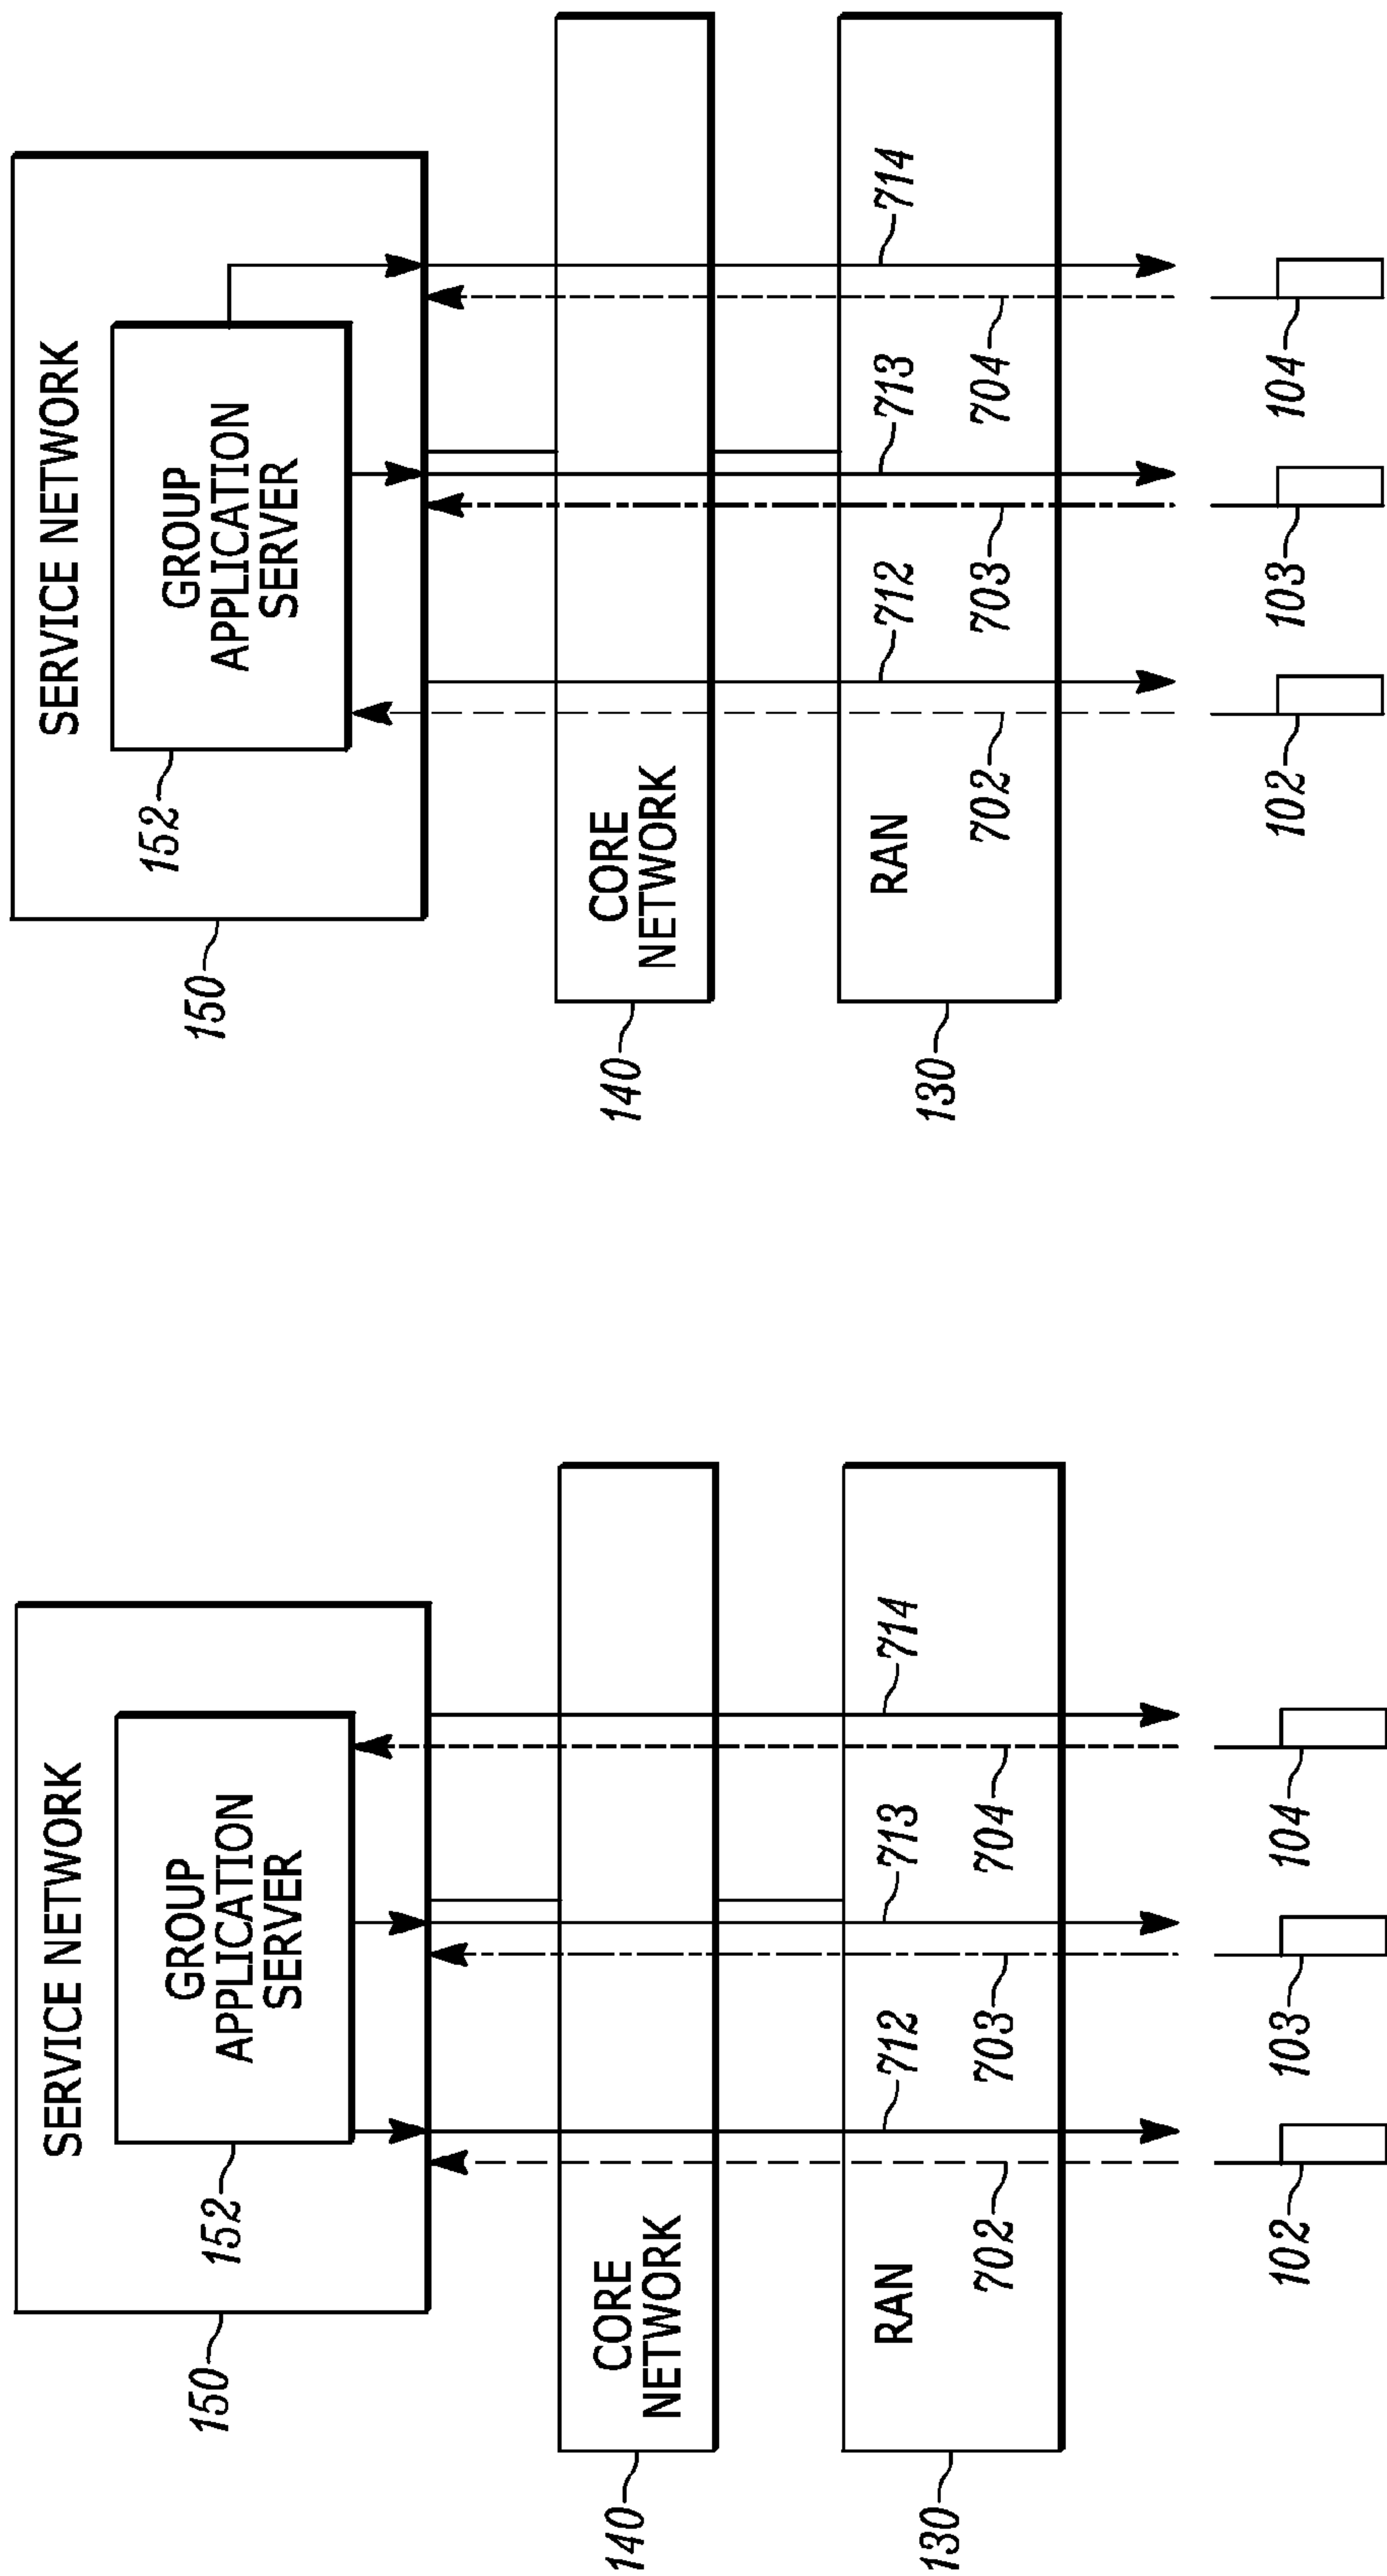 SERVICE NETWORK
GROUP
APPLICATION
SERVER
152
150
CORE
NETWORK
140
RAN
130
712
713
714
702
703
704
102
103
104
SERVICE NETWORK
GROUP
APPLICATION
SERVER
152
150
CORE
NETWORK
140
RAN
130
712
713
714
702
703
704
102
103
104